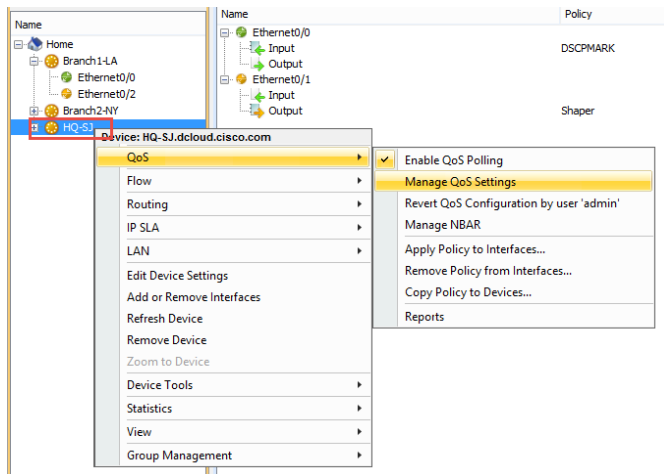 Name
Home
Branch1-LA
Ethernet0/0
Ethernet0/2
Branch2-NY
HQ-SJ
Name
Policy
Ethernet0/0
Input
DSCPMARK
Output
Ethernet0/1
Input
Output
Shaper
Device: HQ-SJ.dcloud.cisco.com
QoS
Flow
Routing
IP SLA
LAN
Edit Device Settings
Add or Remove Interfaces
Refresh Device
Remove Device
Zoom to Device
Device Tools
Statistics
View
Group Management
Enable QoS Polling
Manage QoS Settings
Revert QoS Configuration by user 'admin'
Manage NBAR
Apply Policy to Interfaces...
Remove Policy from Interfaces...
Copy Policy to Devices...
Reports